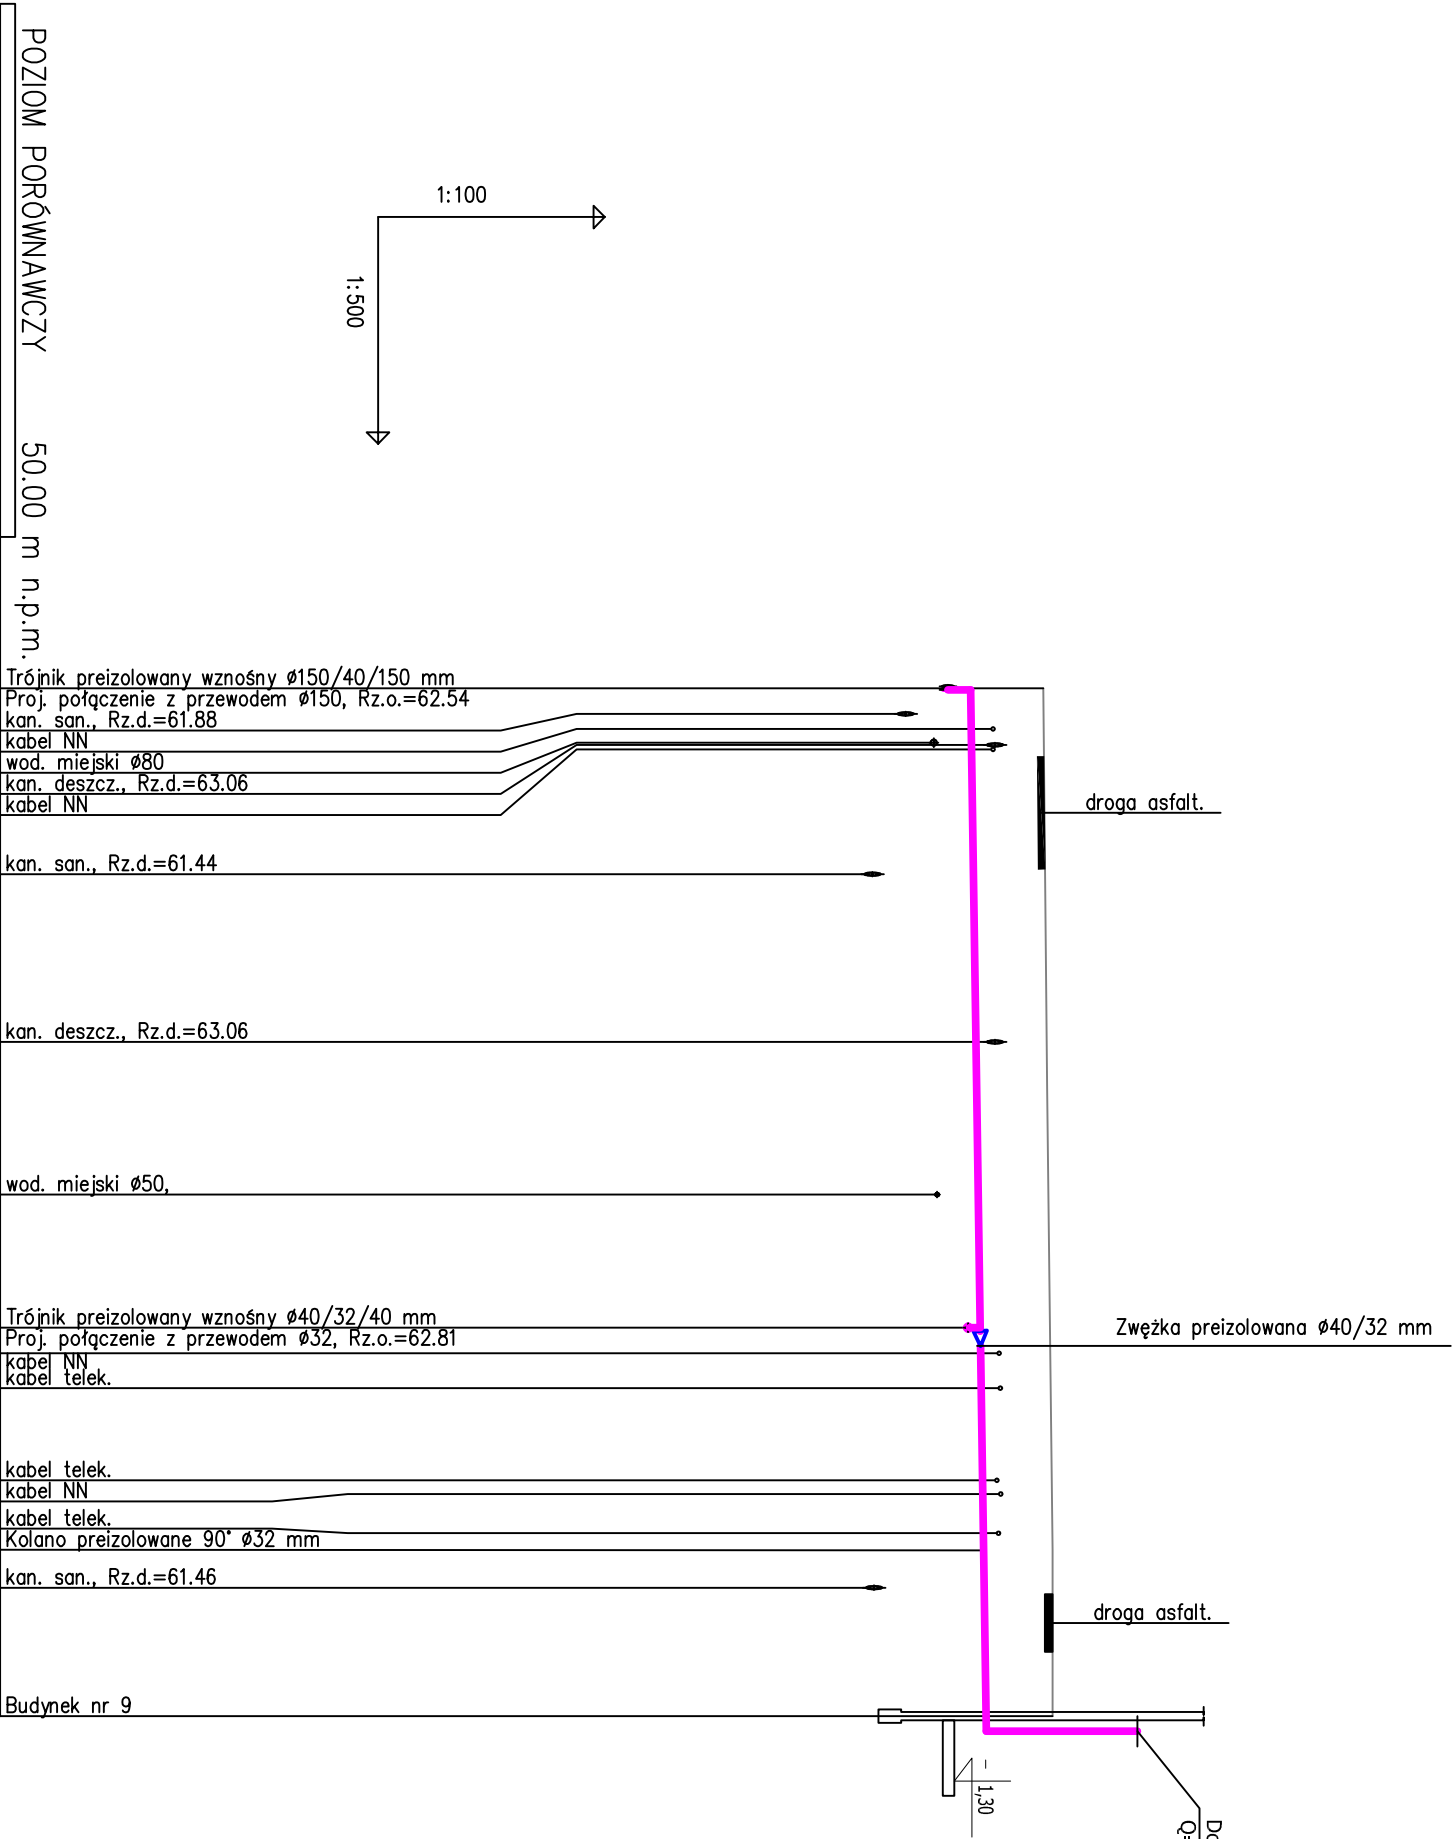 POZIOM PORÓWNAWCZY 50.00 m n.p.m.
1:100
1:500
Trójnik preizolowany wznośny ø150/40/150 mm
Proj. połączenie z przewodem ø150, Rz.o.=62.54
kan. san., Rz.d.=61.88
kabel NN
wod. miejski ø80
kan. deszcz., Rz.d.=63.06
kabel NN
droga asfalt.
kan. san., Rz.d.=61.44
kan. deszcz., Rz.d.=63.06
wod. miejski ø50,
Trójnik preizolowany wznośny ø40/32/40 mm
Proj. połączenie z przewodem ø32, Rz.o.=62.81
Zwężka preizolowana ø40/32 mm
kabel NN
kabel telek.
kabel telek.
kabel NN
kabel telek.
Kolano preizolowane 90° ø32 mm
kan. san., Rz.d.=61.46
droga asfalt.
Budynek nr 9
- 1,30